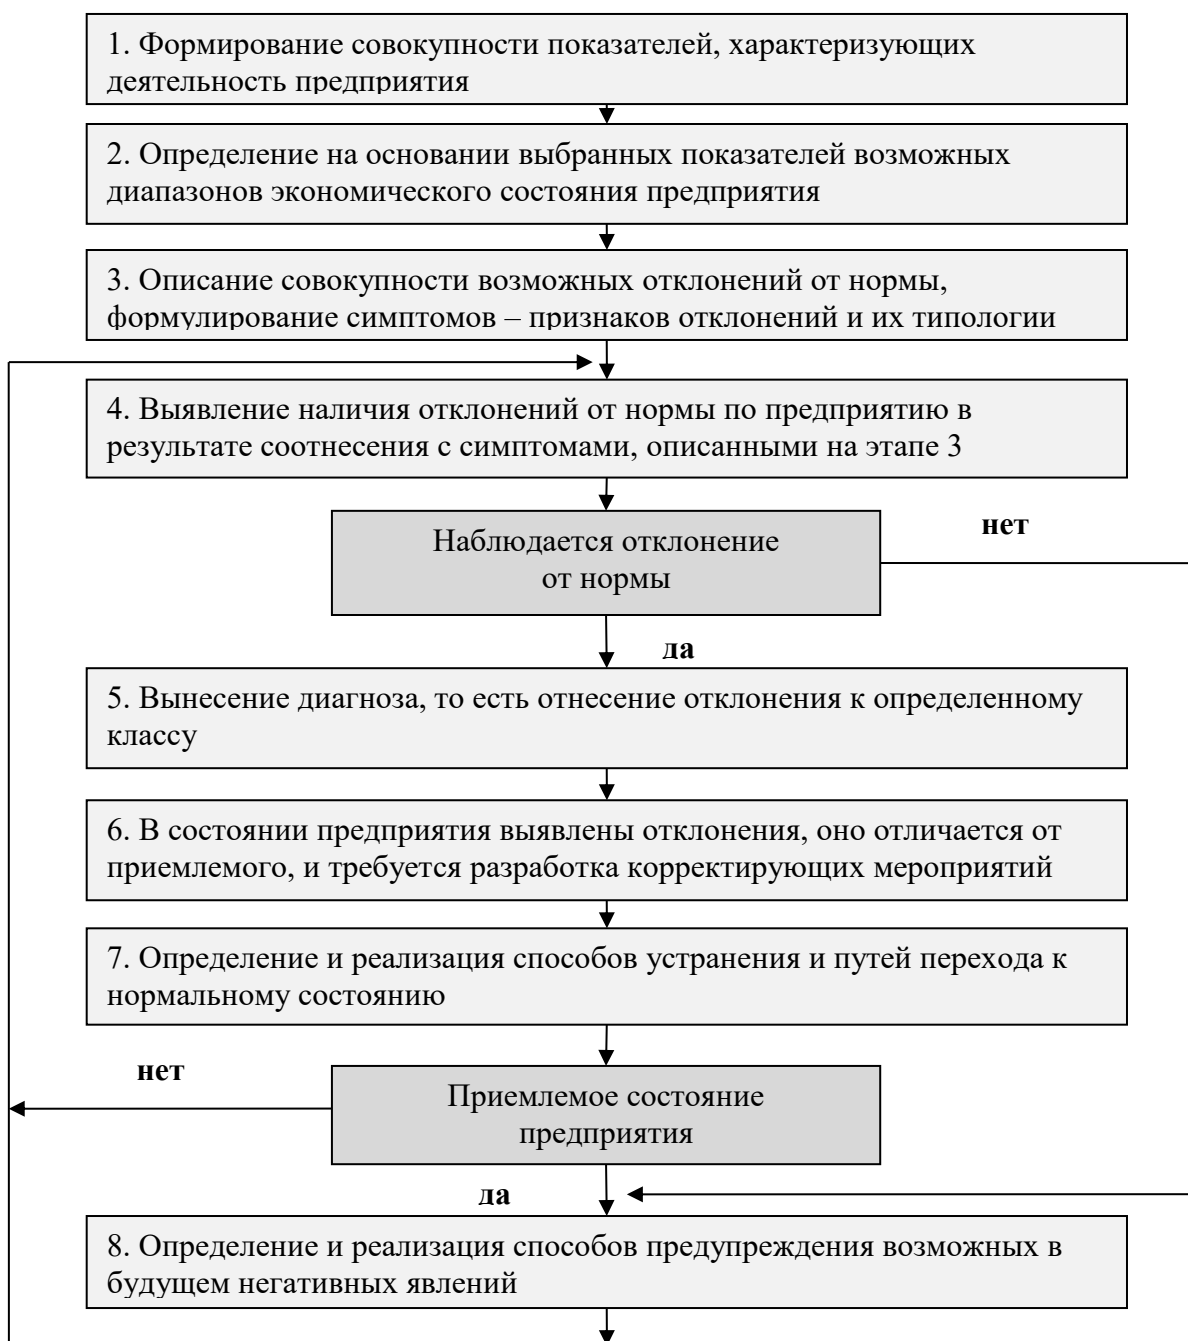 1. Формирование совокупности показателей, характеризующих
деятельность предприятия
2. Определение на основании выбранных показателей возможных
диапазонов экономического состояния предприятия
3. Описание совокупности возможных отклонений от нормы,
формулирование симптомов – признаков отклонений и их типологии
4. Выявление наличия отклонений от нормы по предприятию в
результате соотнесения с симптомами, описанными на этапе 3
Наблюдается отклонение
от нормы
нет
да
5. Вынесение диагноза, то есть отнесение отклонения к определенному
классу
6. В состоянии предприятия выявлены отклонения, оно отличается от
приемлемого, и требуется разработка корректирующих мероприятий
7. Определение и реализация способов устранения и путей перехода к
нормальному состоянию
нет
Приемлемое состояние
предприятия
да
8. Определение и реализация способов предупреждения возможных в
будущем негативных явлений